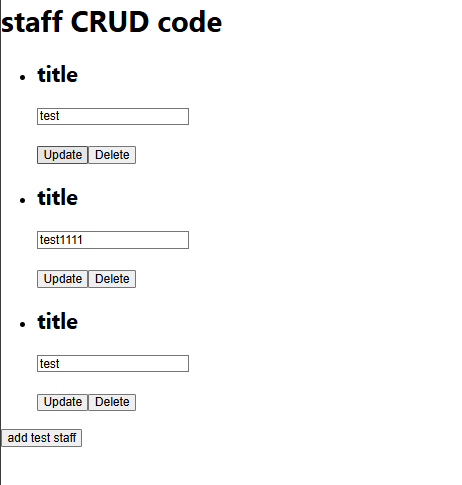 staff CRUD code
title
test
Update Delete
title
test1111
Update Delete
title
test
Update Delete
add test staff